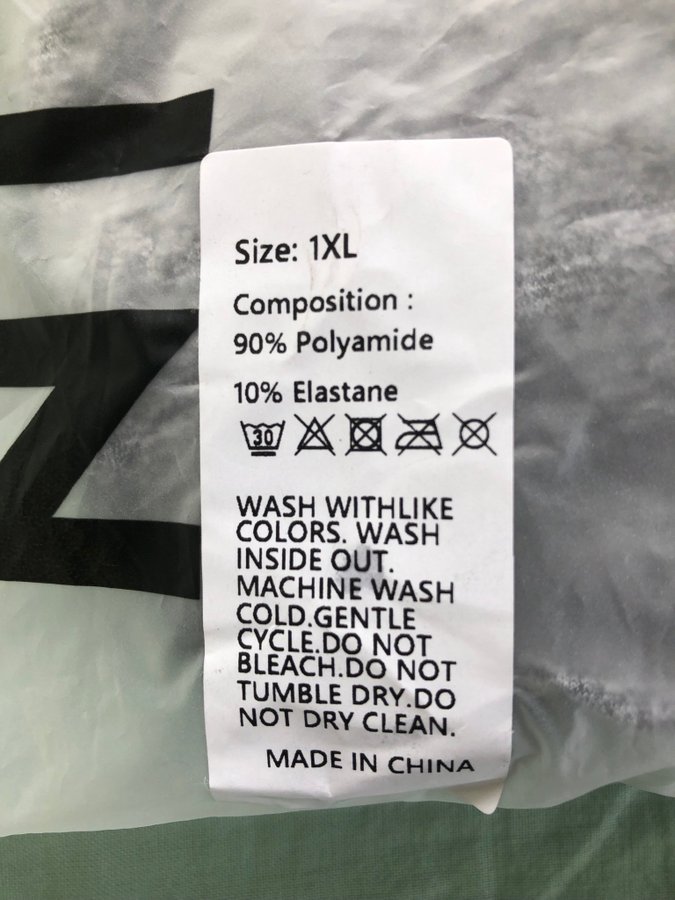 Size: 1XL
Composition :
90% Polyamide
10% Elastane
30
WASH WITHLIKE
COLORS. WASH
INSIDE OUT.
MACHINE WASH
COLD.GENTLE
CYCLE.DO NOT
BLEACH.DO NOT
TUMBLE DRY.DO
NOT DRY CLEAN.
MADE IN CHINA